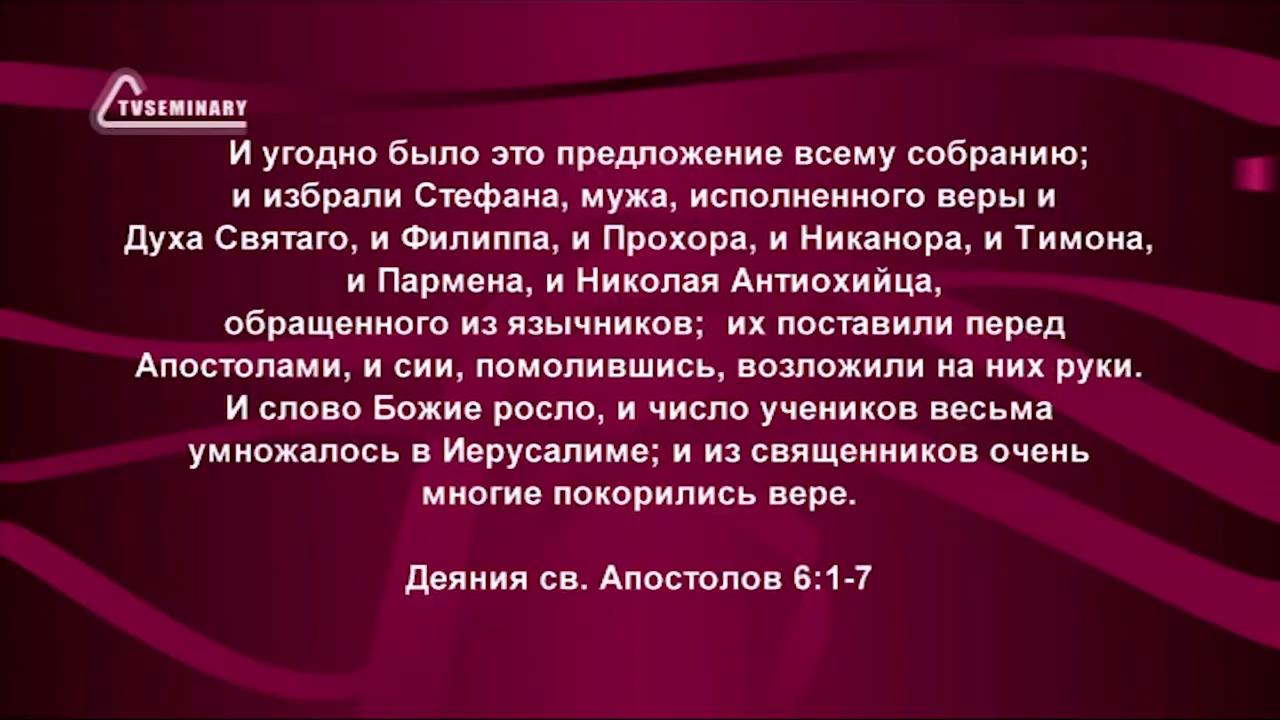 TVSEMINARY
И угодно было это предложение всему собранию;
и избрали Стефана, мужа, исполненного веры и
Духа Святаго, и Филиппа, и Прохора, и Никанора, и Тимона,
и Пармена, и Николая Антиохийца,
обращенного из язычников;  их поставили перед
Апостолами, и сии, помолившись, возложили на них руки.
И слово Божие росло, и число учеников весьма
умножалось в Иерусалиме; и из священников очень
многие покорились вере.
Деяния св. Апостолов 6:1-7